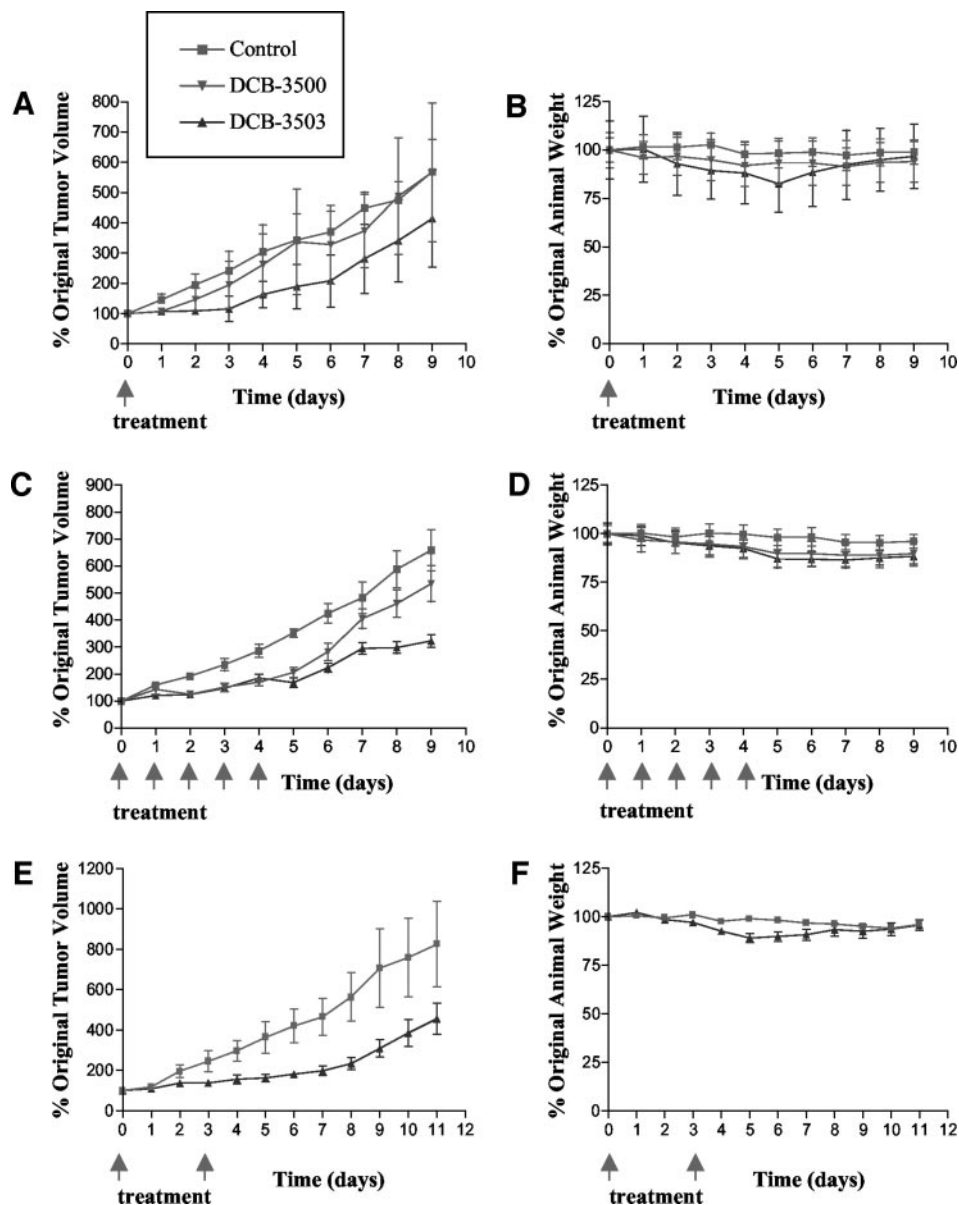 Control
DCB-3500
DCB-3503
A
% Original Tumor Volume
800
700
600
500
400
300
200
100
0
0 1 2 3 4 5 6 7 8 9 10
Time (days)
treatment
B
% Original Animal Weight
125
100
75
50
25
0
0 1 2 3 4 5 6 7 8 9 10
Time (days)
treatment
C
% Original Tumor Volume
900
800
700
600
500
400
300
200
100
0
0 1 2 3 4 5 6 7 8 9 10
Time (days)
treatment
D
% Original Animal Weight
125
100
75
50
25
0
0 1 2 3 4 5 6 7 8 9 10
Time (days)
treatment
E
% Original Tumor Volume
1200
1000
800
600
400
200
0
0 1 2 3 4 5 6 7 8 9 10 11 12
Time (days)
treatment
F
% Original Animal Weight
125
100
75
50
25
0
0 1 2 3 4 5 6 7 8 9 10 11 12
Time (days)
treatment